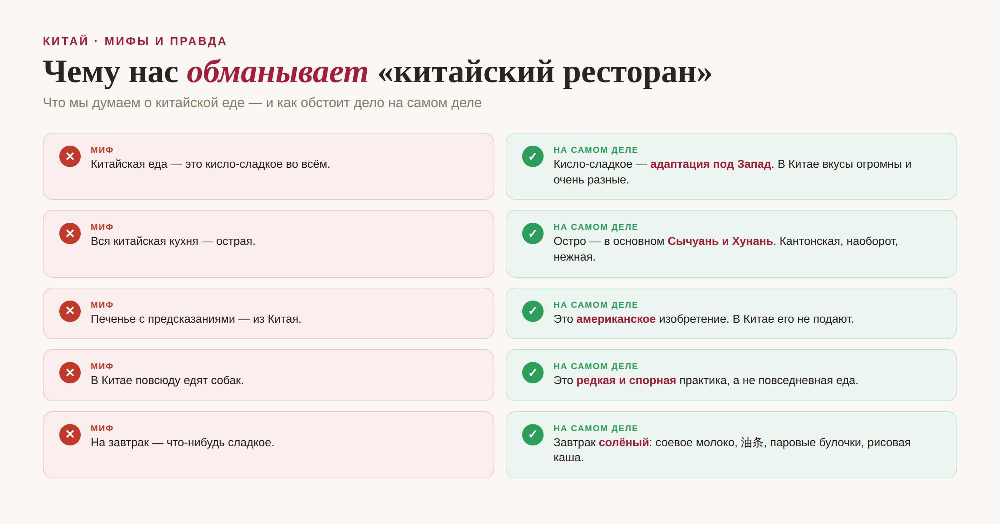 КИТАЙ · МИФЫ И ПРАВДА
Чему нас обманывает «китайский ресторан»
Что мы думаем о китайской еде — и как обстоит дело на самом деле
МИФ
Китайская еда — это кисло-сладкое во всём.
НА САМОМ ДЕЛЕ
Кисло-сладкое — адаптация под Запад. В Китае вкусы огромны и
очень разные.
МИФ
Вся китайская кухня — острая.
НА САМОМ ДЕЛЕ
Остро — в основном Сычуань и Хунань. Кантонская, наоборот,
нежная.
МИФ
Печенье с предсказаниями — из Китая.
НА САМОМ ДЕЛЕ
Это американское изобретение. В Китае его не подают.
МИФ
В Китае повсюду едят собак.
НА САМОМ ДЕЛЕ
Это редкая и спорная практика, а не повседневная еда.
МИФ
На завтрак — что-нибудь сладкое.
НА САМОМ ДЕЛЕ
Завтрак солёный: соевое молоко, 油条, паровые булочки, рисовая
каша.